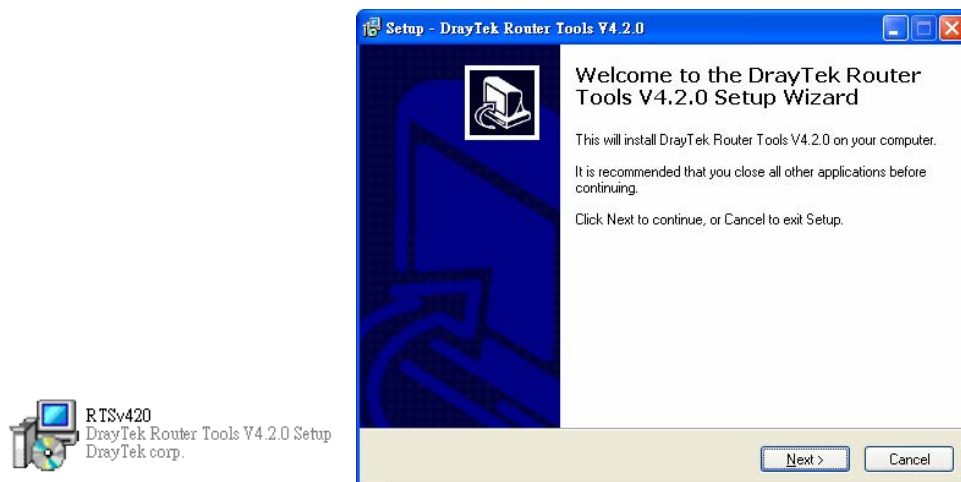 Setup - DrayTek Router Tools V4.2.0
Welcome to the DrayTek Router
Tools V4.2.0 Setup Wizard
This will install DrayTek Router Tools V4.2.0 on your computer.
It is recommended that you close all other applications before
continuing.
Click Next to continue, or Cancel to exit Setup.
RTSv420
DrayTek Router Tools V4.2.0 Setup
DrayTek corp.
Next >
Cancel